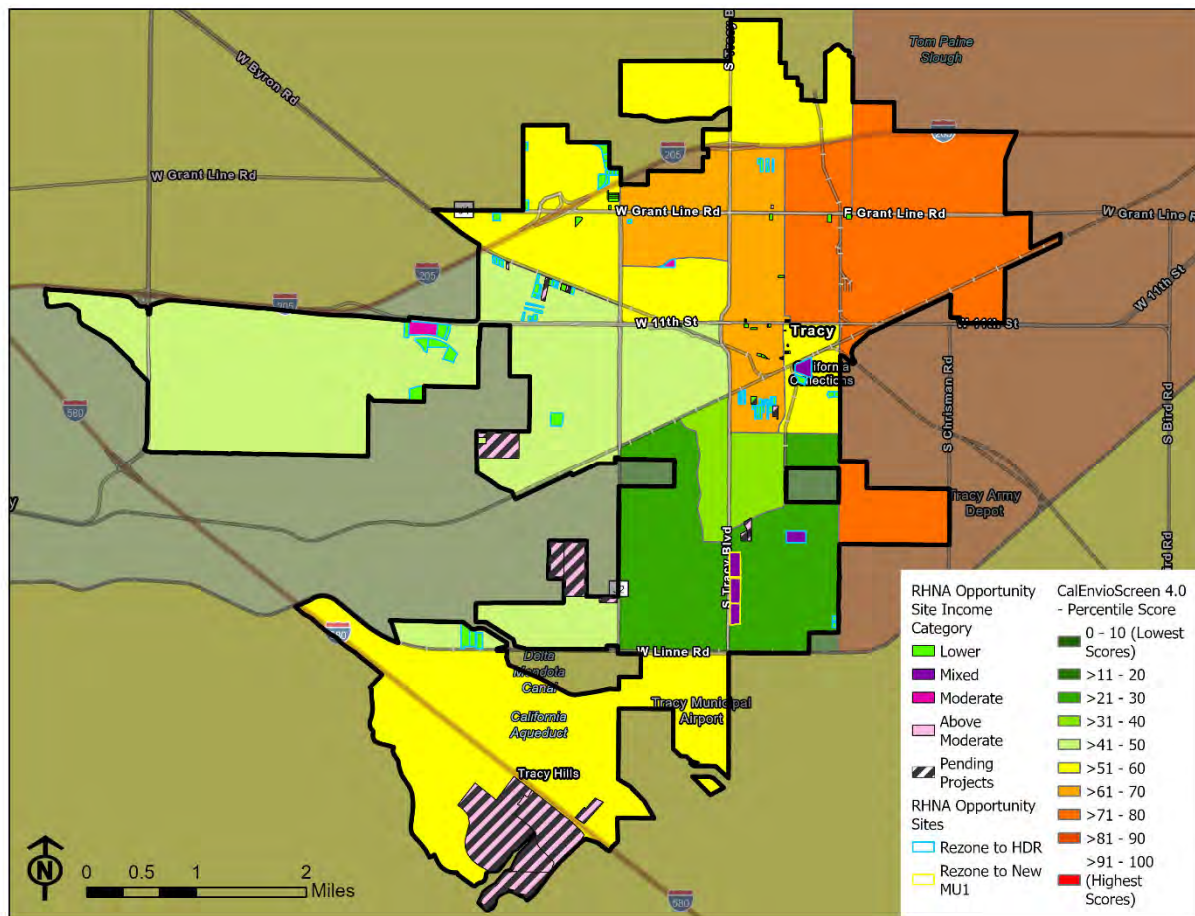 Tom Paine
Slough
S Tracy B
W Byron Rd
205
205
W Grant Line Rd
W Grant Line Rd
E Grant Line Rd
W Grant Line R
205
205
W 11th St
W 11th St
W 11th St
Tracy
California
Collections
580
S Chrisman Rd
S Bird Rd
Tracy Army
Depot
S Tracy Blvd
Bird Rd
580
W Linne Rd
Delta
Mendota
Canal
California
Aqueduct
Tracy Municipal
Airport
Tracy Hills
580
N
0 0.5 1 2
Miles
RHNA Opportunity
Site Income
Category
Lower
Mixed
Moderate
Above
Moderate
Pending
Projects
RHNA Opportunity
Sites
Rezone to HDR
Rezone to New
MU1
CalEnvioScreen 4.0
- Percentile Score
0 - 10 (Lowest
Scores)
>11 - 20
>21 - 30
>31 - 40
>41 - 50
>51 - 60
>61 - 70
>71 - 80
>81 - 90
>91 - 100
(Highest
Scores)